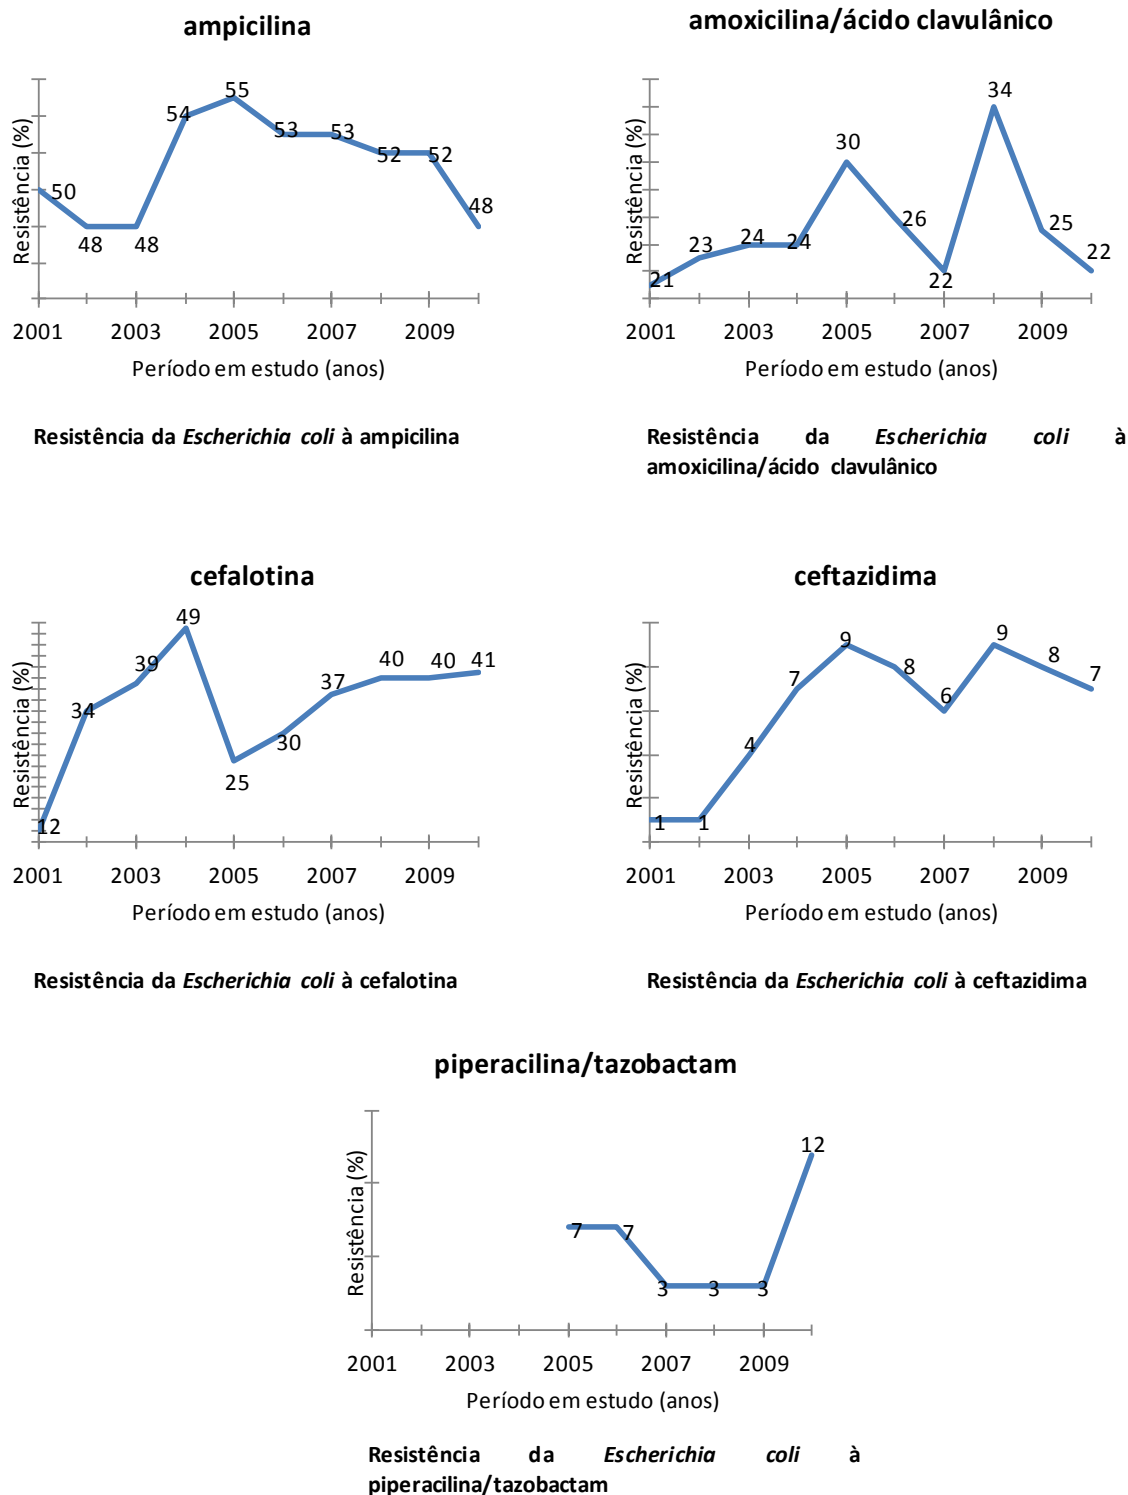 ampicilina
Resistência (%)
50
48
48
54
55
53
53
52
52
48
2001 2003 2005 2007 2009
Período em estudo (anos)
Resistência da Escherichia coli à ampicilina
amoxicilina/ácido clavulânico
Resistência (%)
21
23
24
24
30
26
22
34
25
22
2001 2003 2005 2007 2009
Período em estudo (anos)
Resistência da Escherichia coli à
amoxicilina/ácido clavulânico
cefalotina
Resistência (%)
12
34
39
49
25
30
37
40
40
41
2001 2003 2005 2007 2009
Período em estudo (anos)
Resistência da Escherichia coli à cefalotina
ceftazidima
Resistência (%)
1
1
4
7
9
8
6
9
8
7
2001 2003 2005 2007 2009
Período em estudo (anos)
Resistência da Escherichia coli à ceftazidima
piperacilina/tazobactam
Resistência (%)
7
7
3
3
3
12
2001 2003 2005 2007 2009
Período em estudo (anos)
Resistência da Escherichia coli à
piperacilina/tazobactam